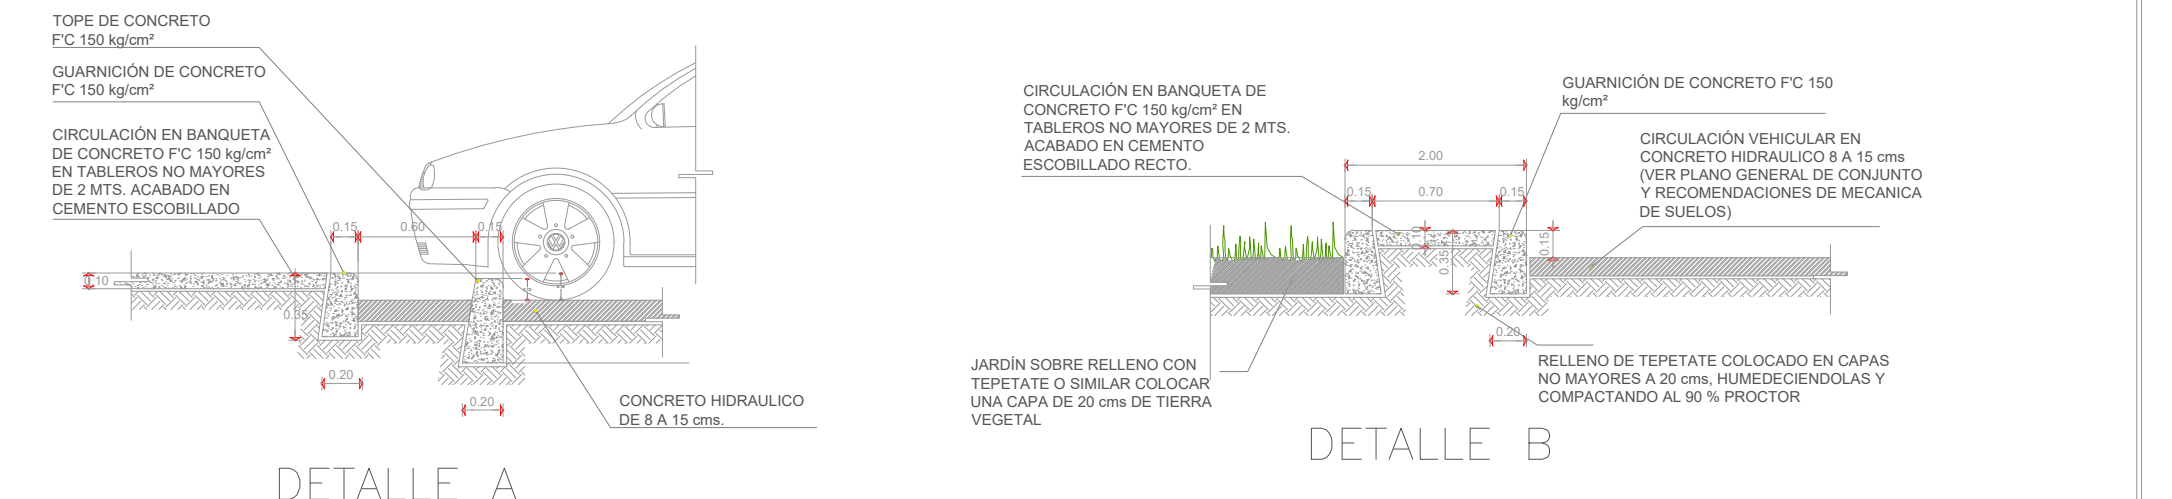 TOPE DE CONCRETO
F'C 150 kg/cm²
GUARNICIÓN DE CONCRETO
F'C 150 kg/cm²
CIRCULACIÓN EN BANQUETA
DE CONCRETO F'C 150 kg/cm²
EN TABLEROS NO MAYORES
DE 2 MTS. ACABADO EN
CEMENTO ESCOBILLADO
0.15
0.60
0.15
0.10
0.35
0.20
0.20
CONCRETO HIDRAULICO
DE 8 A 15 cms.
DETALLE A
CIRCULACIÓN EN BANQUETA DE
CONCRETO F'C 150 kg/cm² EN
TABLEROS NO MAYORES DE 2 MTS.
ACABADO EN CEMENTO
ESCOBILLADO RECTO.
GUARNICIÓN DE CONCRETO F'C 150
kg/cm²
CIRCULACIÓN VEHICULAR EN
CONCRETO HIDRAULICO 8 A 15 cms
(VER PLANO GENERAL DE CONJUNTO
Y RECOMENDACIONES DE MECANICA
DE SUELOS)
2.00
0.15
0.70
0.15
0.10
0.35
0.15
0.20
JARDÍN SOBRE RELLENO CON
TEPETATE O SIMILAR COLOCAR
UNA CAPA DE 20 cms DE TIERRA
VEGETAL
RELLENO DE TEPETATE COLOCADO EN CAPAS
NO MAYORES A 20 cms, HUMEDECIENDOLAS Y
COMPACTANDO AL 90 % PROCTOR
DETALLE B